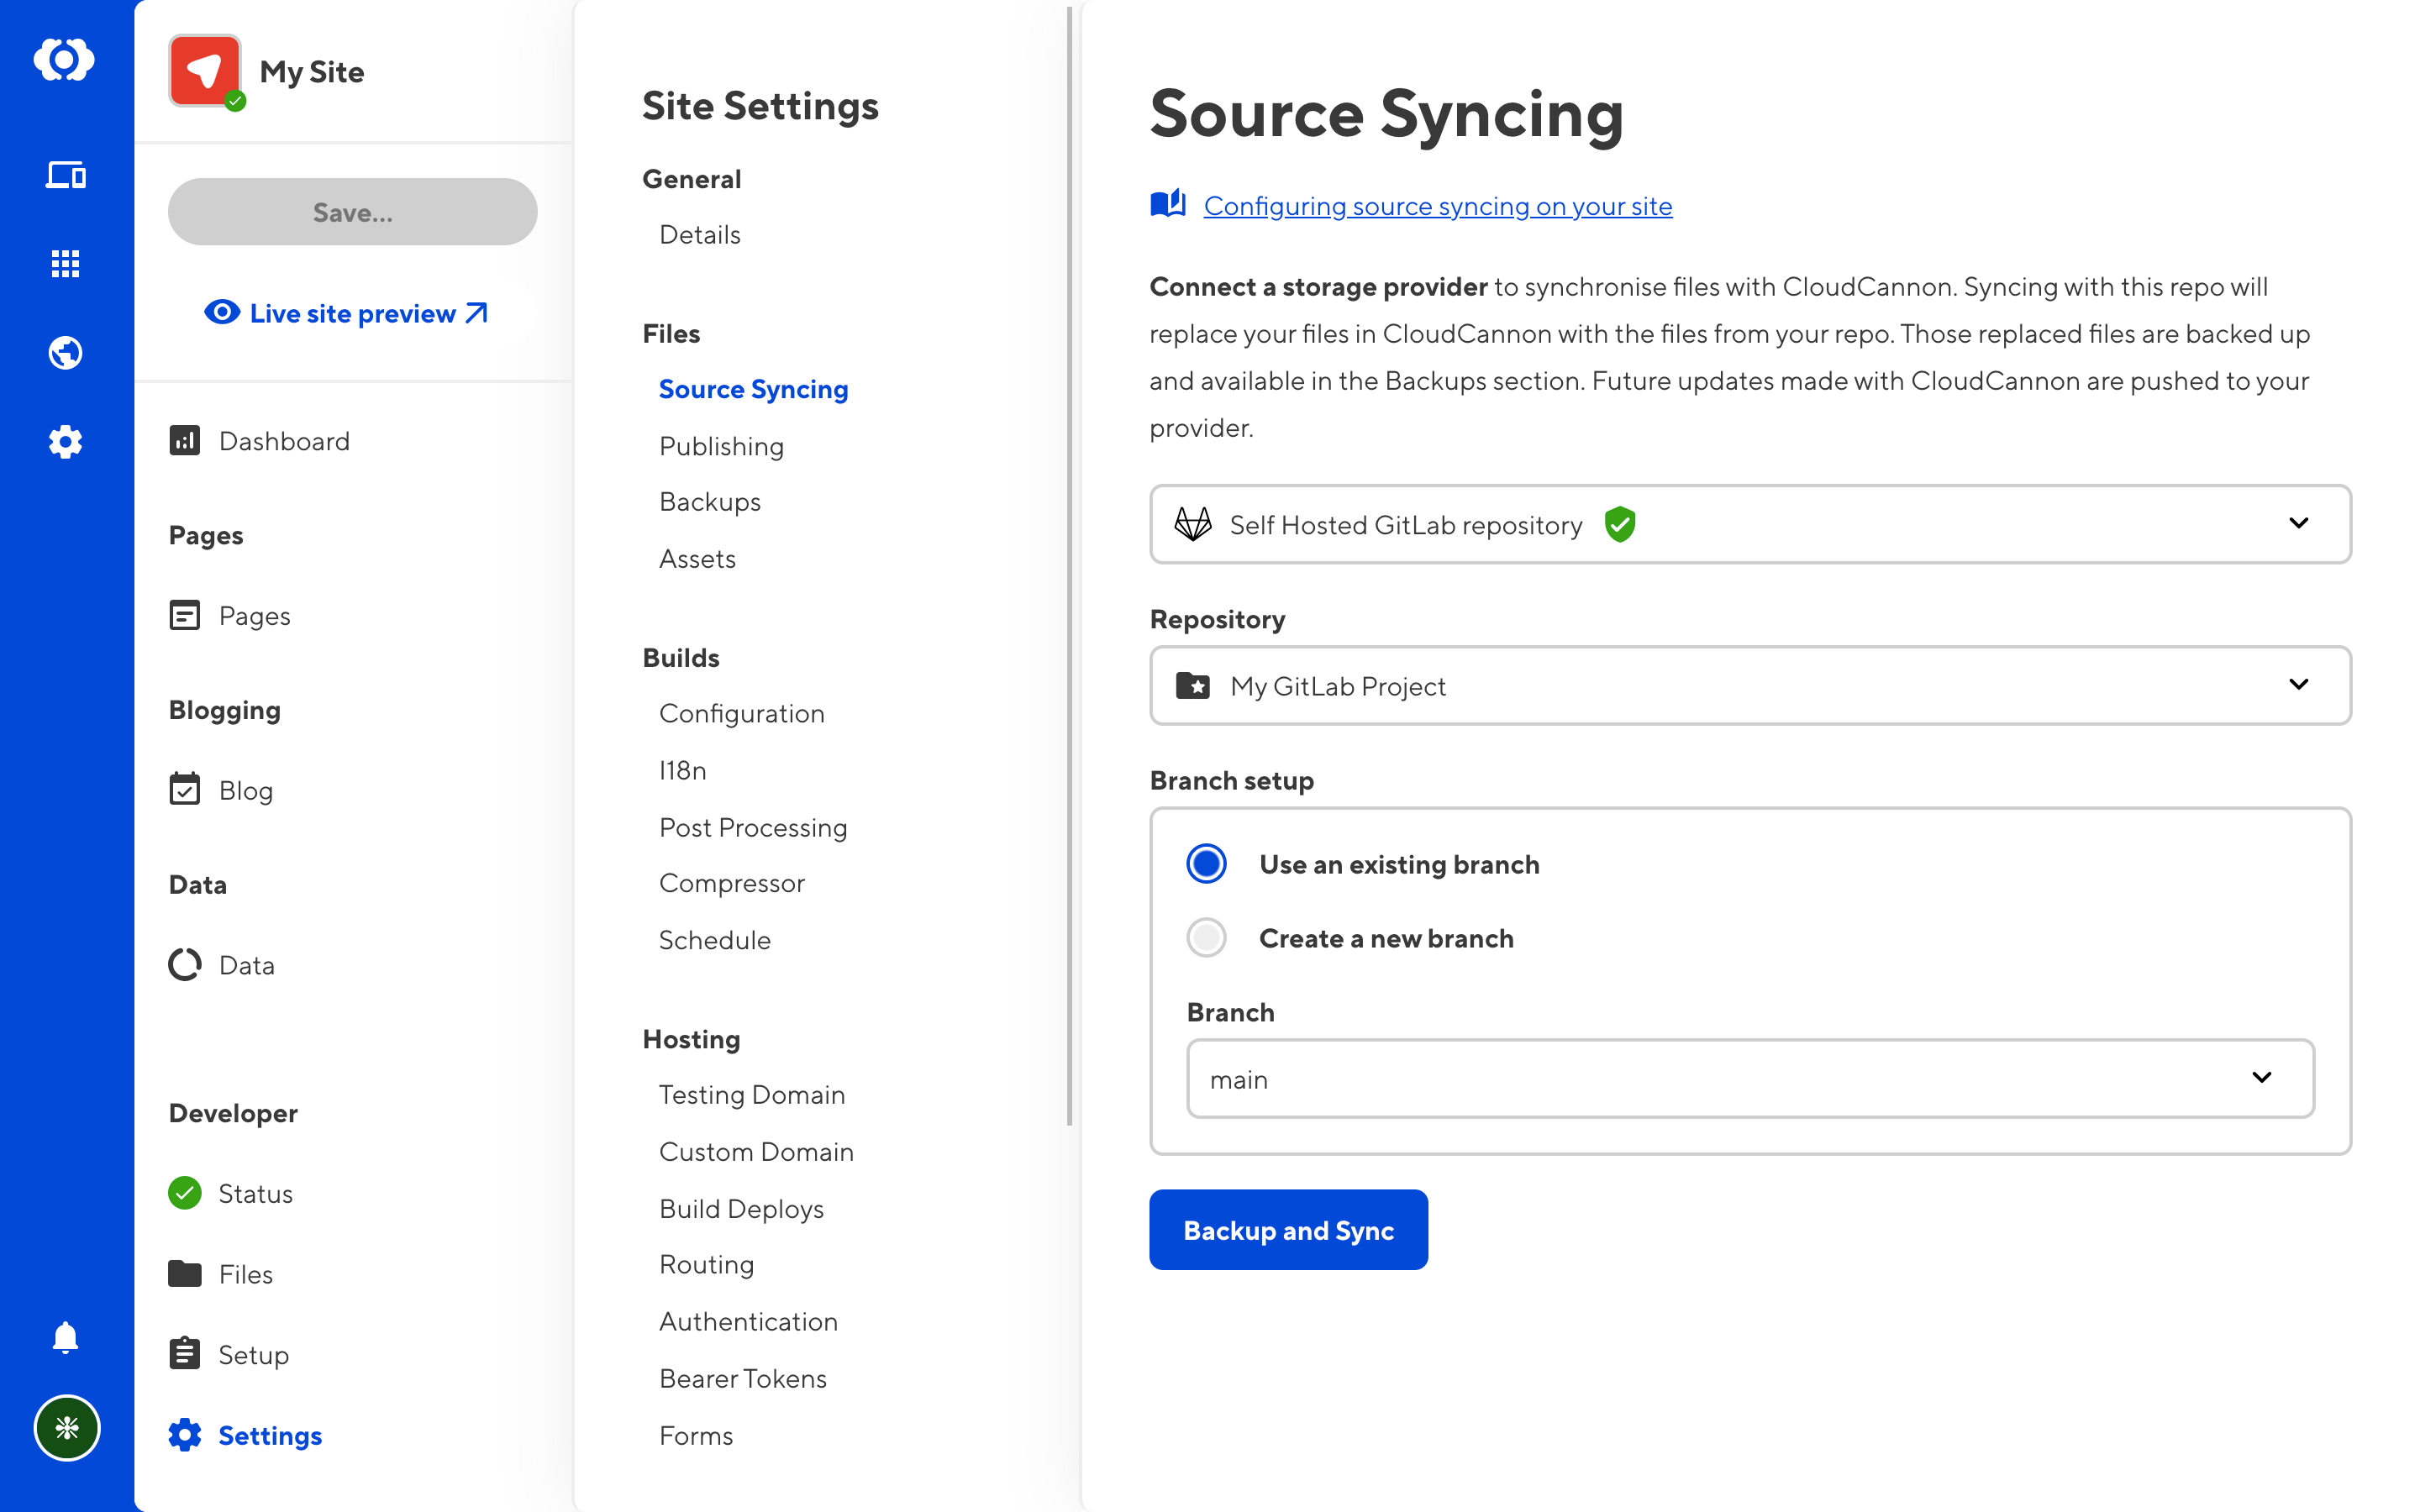 My Site
Save...
Live site preview
Dashboard
Pages
Pages
Blogging
Blog
Data
Data
Developer
Status
Files
Setup
Settings
Site Settings
General
Details
Files
Source Syncing
Publishing
Backups
Assets
Builds
Configuration
I18n
Post Processing
Compressor
Schedule
Hosting
Testing Domain
Custom Domain
Build Deploys
Routing
Authentication
Bearer Tokens
Forms
Source Syncing
Configuring source syncing on your site
Connect a storage provider to synchronise files with CloudCannon. Syncing with this repo will
replace your files in CloudCannon with the files from your repo. Those replaced files are backed up
and available in the Backups section. Future updates made with CloudCannon are pushed to your
provider.
Self Hosted GitLab repository
Repository
My GitLab Project
Branch setup
Use an existing branch
Create a new branch
Branch
main
Backup and Sync